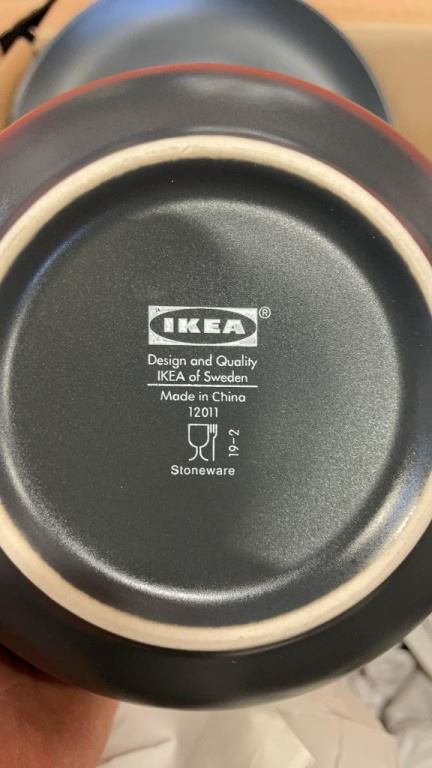 IKEA®
Design and Quality
IKEA of Sweden
Made in China
12011
19-2
Stoneware